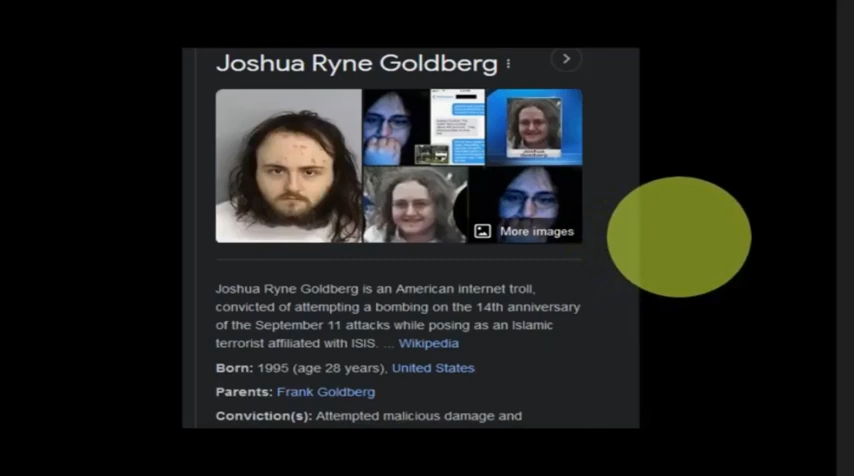 Joshua Ryne Goldberg
Joshua
Goldberg
More images
Joshua Ryne Goldberg is an American internet troll,
convicted of attempting a bombing on the 14th anniversary
of the September 11 attacks while posing as an Islamic
terrorist affiliated with ISIS. ... Wikipedia
Born: 1995 (age 28 years), United States
Parents: Frank Goldberg
Conviction(s): Attempted malicious damage and